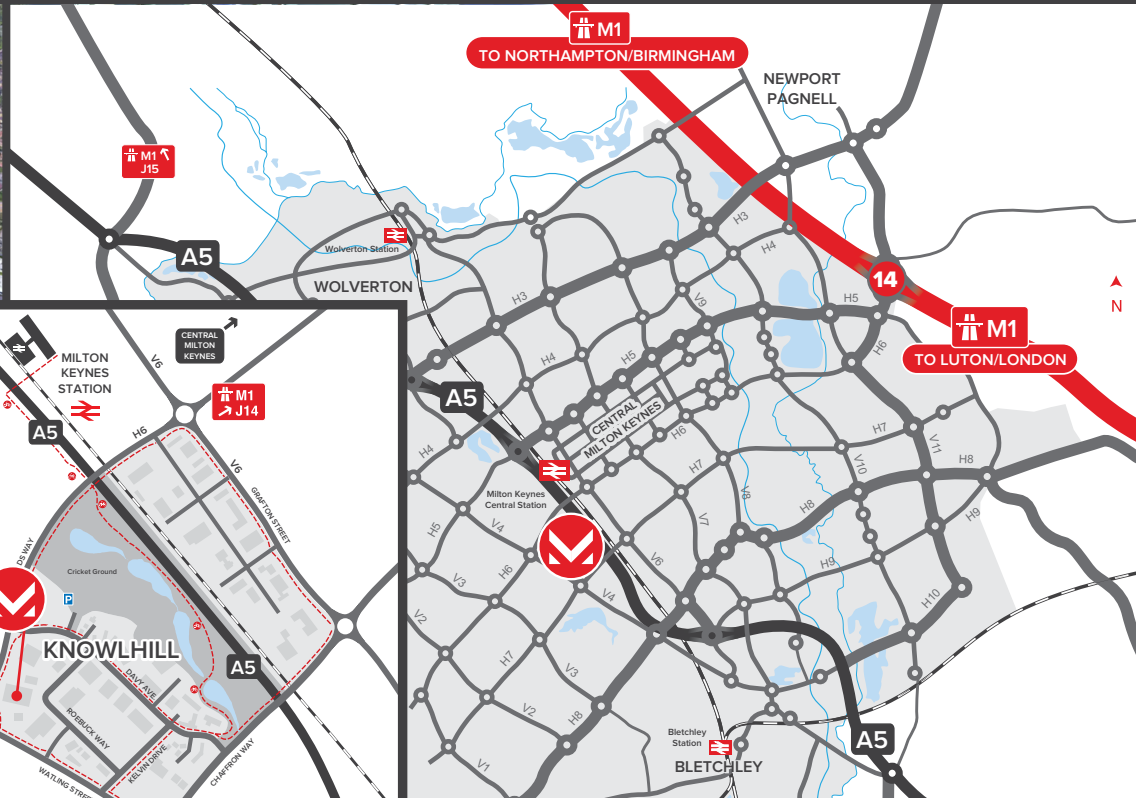 M1
TO NORTHAMPTON/BIRMINGHAM
NEWPORT
PAGNELL
M1
J15
A5
Wolverton Station
WOLVERTON
H3
H4
14
H5
N
M1
TO LUTON/LONDON
H3
V9
H6
H4
H5
A5
CENTRAL
MILTON KEYNES
H4
H6
H7
H7
V11
V10
H8
V8
H8
H9
Milton Keynes
Central Station
V4
H5
V7
V6
H6
V3
V4
H9
H10
V2
H7
V3
V2
H8
V1
Bletchley
Station
BLETCHLEY
A5
CENTRAL
MILTON
KEYNES
MILTON
KEYNES
STATION
V6
M1
J14
A5
H6
V6
GRAFTON STREET
DS WAY
Cricket Ground
P
KNOWLHILL
A5
DAVY AVE
ROEBUCK WAY
KELVIN DRIVE
CHAFFRON WAY
WATLING STRE